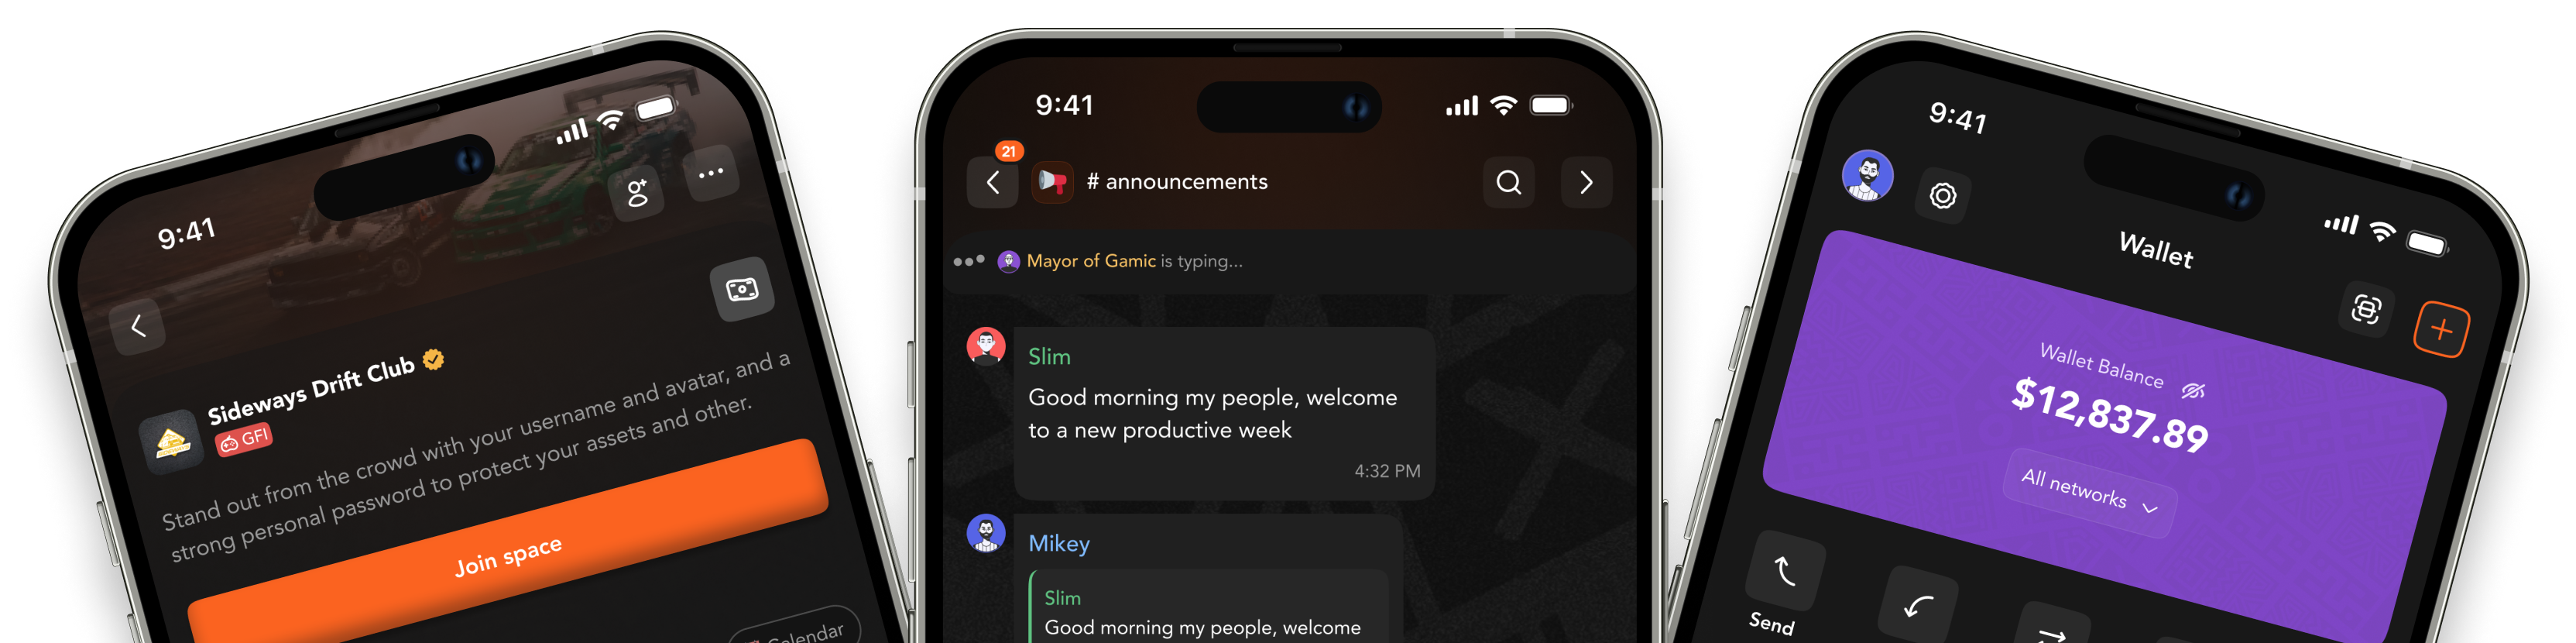 9:41
Sideways Drift Club
GFI
Stand out from the crowd with your username and avatar, and a
strong personal password to protect your assets and other.
Join space
Calendar
9:41
21
# announcements
Mayor of Gamic is typing...
Slim
Good morning my people, welcome
to a new productive week
4:32 PM
Mikey
Slim
Good morning my people, welcome
9:41
Wallet
Wallet Balance
$12,837.89
All networks
Send